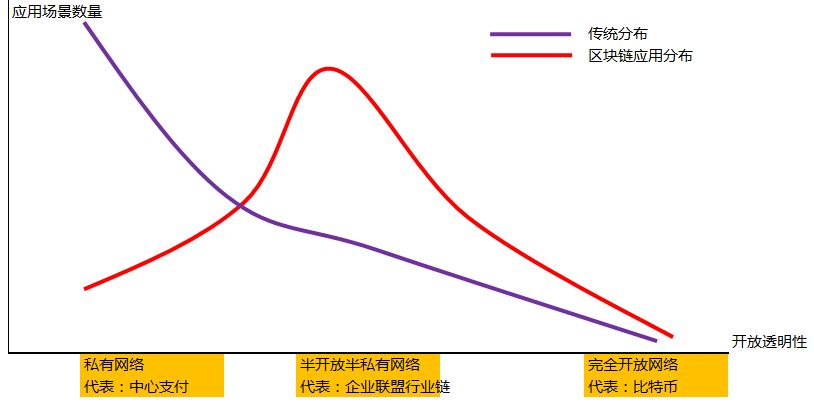 应用场景数量
传统分布
区块链应用分布
开放透明性
私有网络
代表：中心支付
半开放半私有网络
代表：企业联盟行业链
完全开放网络
代表：比特币